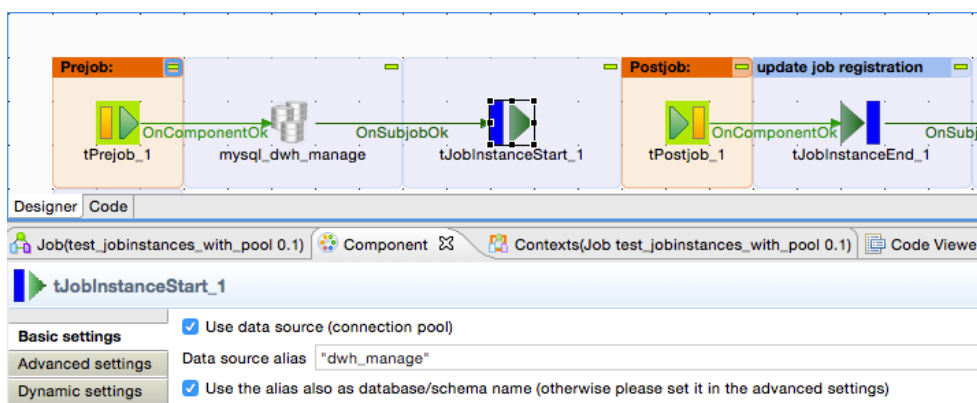 Prejob:
Postjob:
update job registration
OnComponentOk
OnSubjobOk
OnComponentOk
OnSubj
tPrejob_1
mysql_dwh_manage
tJobInstanceStart_1
tPostjob_1
tJobInstanceEnd_1
Designer
Code
Job(test_jobinstances_with_pool 0.1)
Component
Contexts(Job test_jobinstances_with_pool 0.1)
Code Viewe
tJobInstanceStart_1
Basic settings
Use data source (connection pool)
Advanced settings
Data source alias
"dwh_manage"
Dynamic settings
Use the alias also as database/schema name (otherwise please set it in the advanced settings)